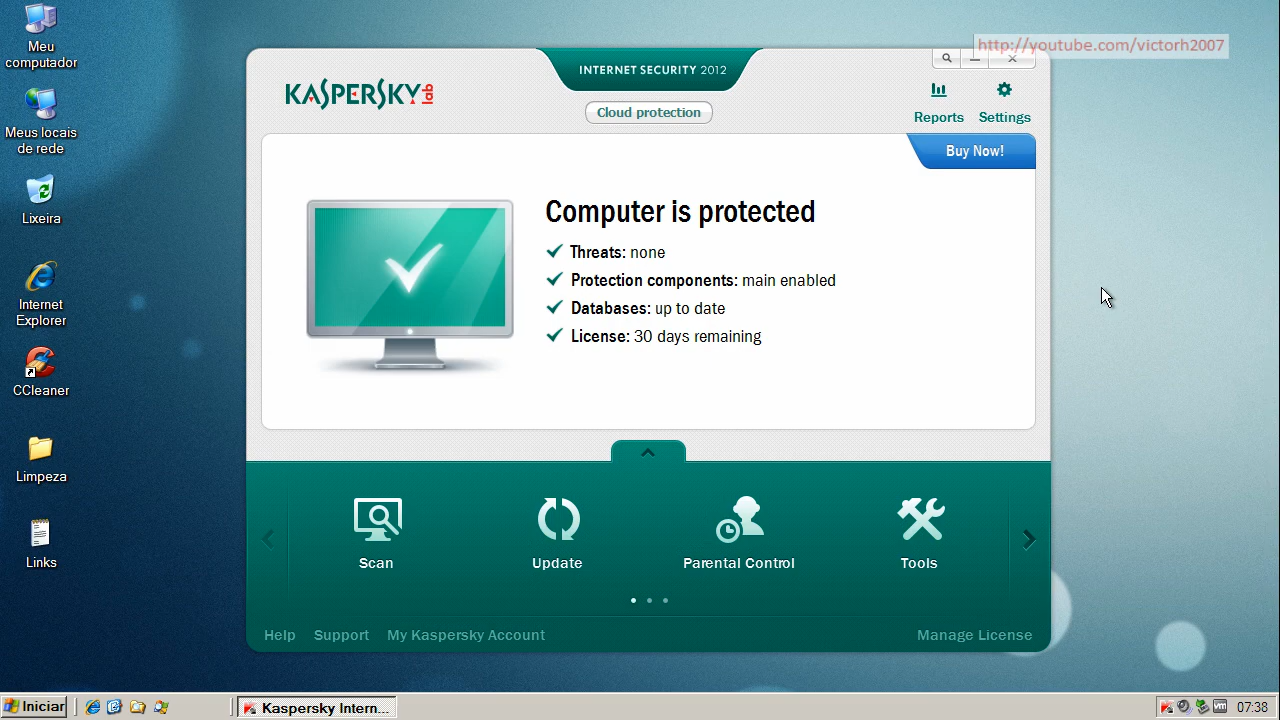 Meu
computador
Meus locais
de rede
Lixeira
Internet
Explorer
CCleaner
Limpeza
Links
http://youtube.com/victorh2007
INTERNET SECURITY 2012
KASPERSKY lab
Cloud protection
Reports
Settings
Buy Now!
Computer is protected
Threats: none
Protection components: main enabled
Databases: up to date
License: 30 days remaining
Scan
Update
Parental Control
Tools
Help
Support
My Kaspersky Account
Manage License
Iniciar
Kaspersky Intern...
vm
07:38